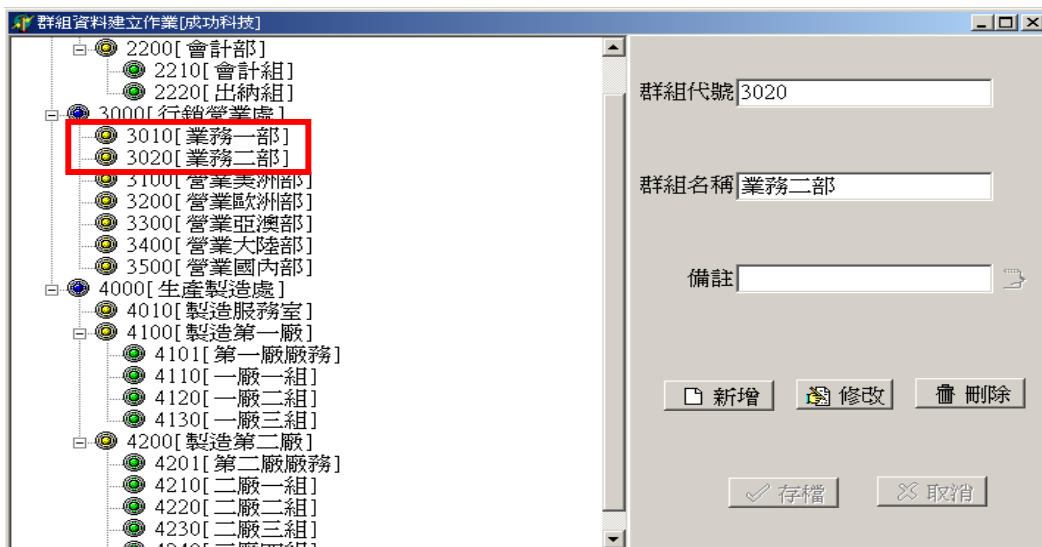 群組資料建立作業[成功科技]
2200[會計部]
2210[會計組]
2220[出納組]
3000[行銷營業處]
3010[業務一部]
3020[業務二部]
3100[營業美洲部]
3200[營業歐洲部]
3300[營業亞澳部]
3400[營業大陸部]
3500[營業國內部]
4000[生產製造處]
4010[製造服務室]
4100[製造第一廠]
4101[第一廠廠務]
4110[一廠一組]
4120[一廠二組]
4130[一廠三組]
4200[製造第二廠]
4201[第二廠廠務]
4210[二廠一組]
4220[二廠二組]
4230[二廠三組]
群組代號 3020
群組名稱 業務二部
備註
新增 修改 刪除
存檔 取消